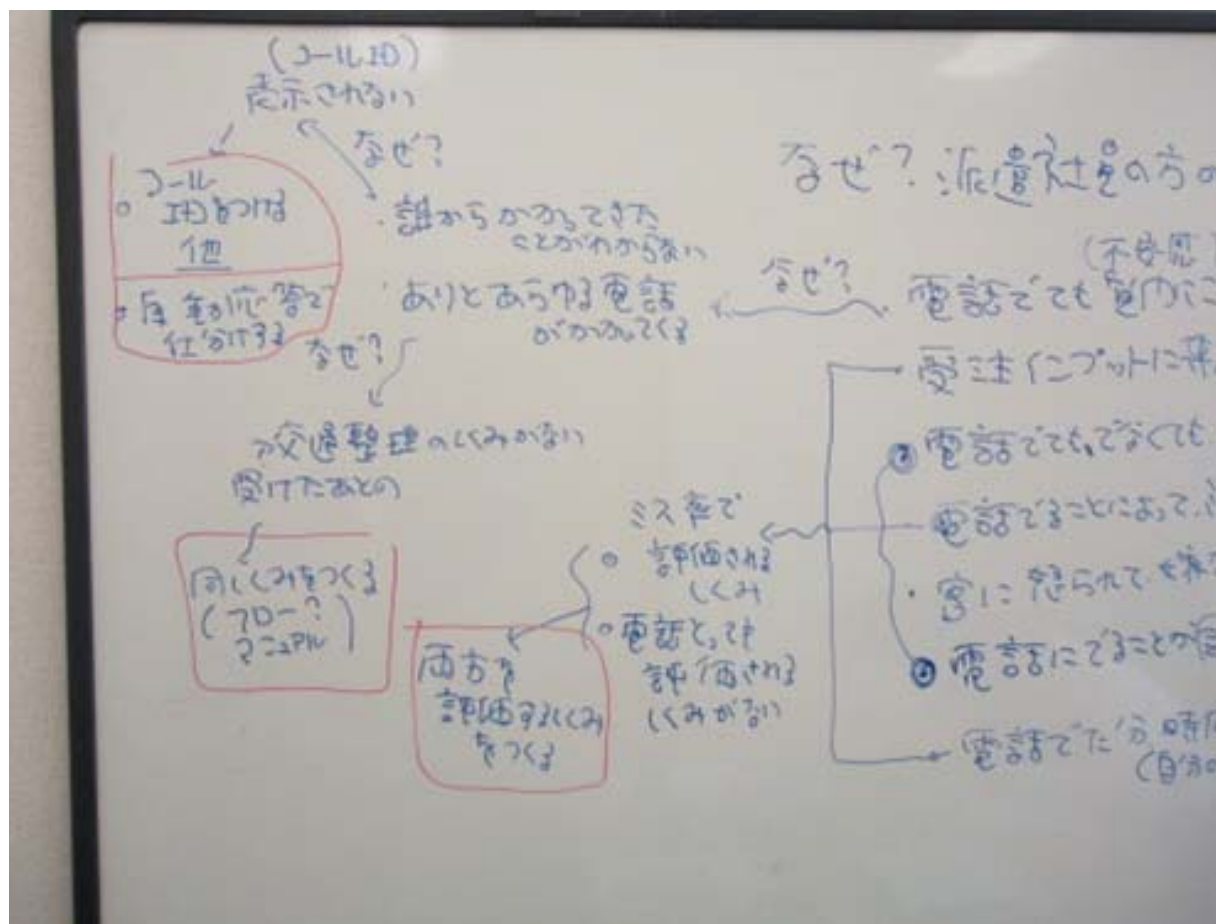 (コールID)
表示されない
なぜ?
コール
IDをつける
他
自動応答で
仕分けする
・誰からかかってきた
ことがわからない
・ありとあらゆる電話
がかかってくる
なぜ?
なぜ?
交通整理のしくみがない
受けたあとの
同しくみをつくる
(フロー?
マニュアル)
ミス率で
評価される
しくみ
電話とっても
評価される
しくみがない
両方を
評価するしくみ
をつくる
なぜ?派遣社員の方の
(不安感
電話でても
受注インプットに
電話でても、でなくても
電話でることによって、
・客に怒られても
電話にでることが
電話でた分 時間
(自分の